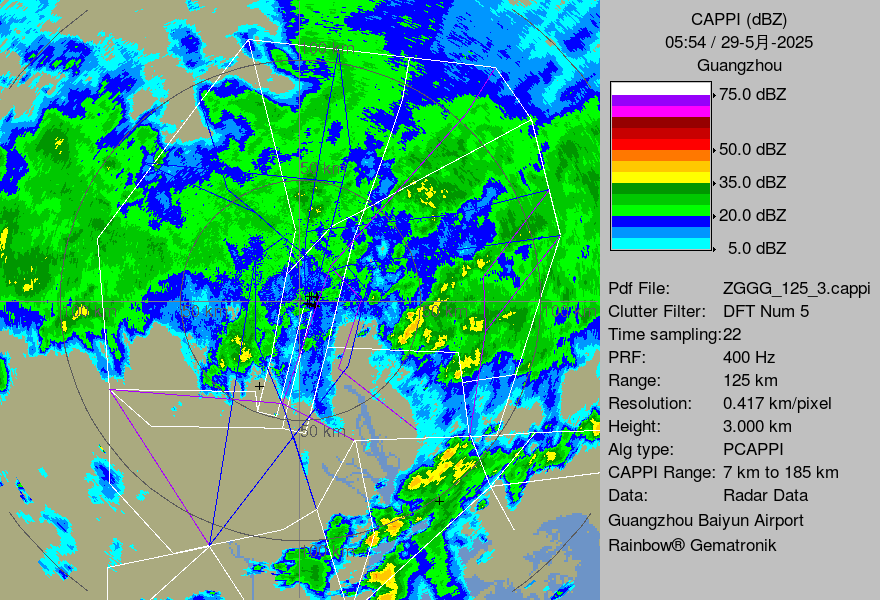 CAPPI (dBZ)
05:54 / 29-5月-2025
Guangzhou
75.0 dBZ
50.0 dBZ
35.0 dBZ
20.0 dBZ
5.0 dBZ
Pdf File: ZGGG_125_3.cappi
Clutter Filter: DFT Num 5
Time sampling:22
PRF: 400 Hz
Range: 125 km
Resolution: 0.417 km/pixel
Height: 3.000 km
Alg type: PCAPPI
CAPPI Range: 7 km to 185 km
Data: Radar Data
Guangzhou Baiyun Airport
Rainbow® Gematronik
100 km
50 km
50 km
50 km
100 km